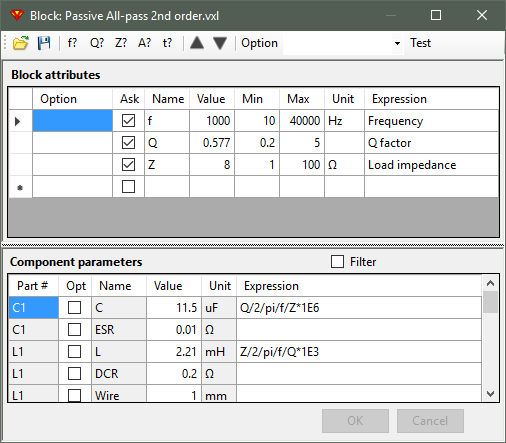 Block: Passive All-pass 2nd order.vxl
f? Q? Z? A? t? Option Test
Block attributes
Option Ask Name Value Min Max Unit Expression
f 1000 10 40000 Hz Frequency
Q 0.577 0.2 5 Q factor
Z 8 1 100 Ω Load impedance
*
Component parameters Filter
Part # Opt Name Value Unit Expression
C1 C 11.5 uF Q/2/pi/f/Z*1E6
C1 ESR 0.01 Ω
L1 L 2.21 mH Z/2/pi/f/Q*1E3
L1 DCR 0.2 Ω
L1 Wire 1 mm
OK Cancel